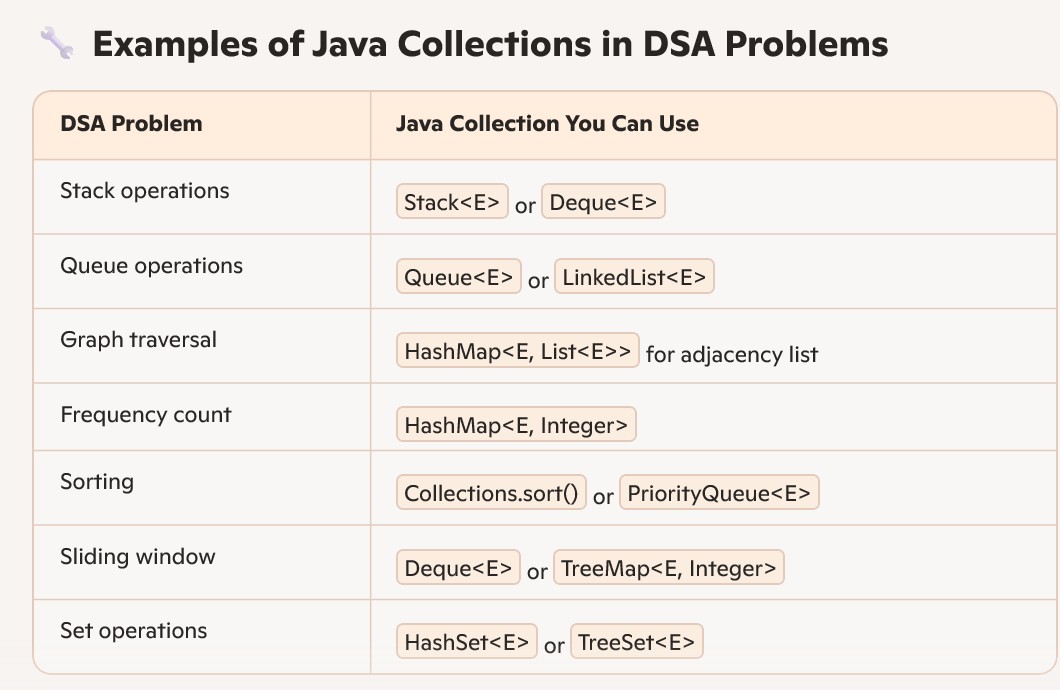 Examples of Java Collections in DSA Problems
DSA Problem Java Collection You Can Use
Stack operations Stack<E> or Deque<E>
Queue operations Queue<E> or LinkedList<E>
Graph traversal HashMap<E, List<E>> for adjacency list
Frequency count HashMap<E, Integer>
Sorting Collections.sort() or PriorityQueue<E>
Sliding window Deque<E> or TreeMap<E, Integer>
Set operations HashSet<E> or TreeSet<E>